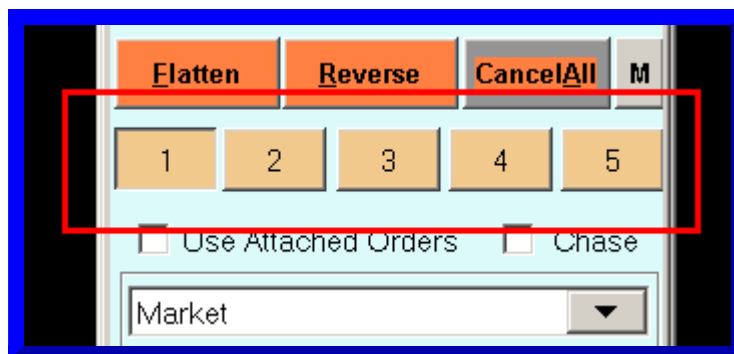 Flatten Reverse CancelAll M
1 2 3 4 5
Use Attached Orders Chase
Market